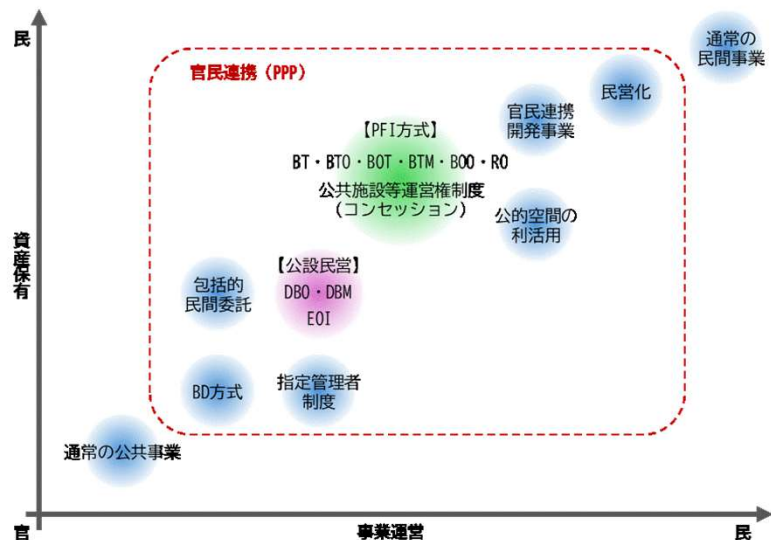 民
通常の
民間事業
官民連携（PPP）
民営化
官民連携
開発事業
【PFI方式】
BT・BTO・BOT・BTM・BOO・RO
公共施設等運営権制度
(コンセッション)
公的空間の
利活用
資産保有
包括的
民間委託
【公設民営】
DBO・DBM
EOI
BD方式
指定管理者
制度
通常の公共事業
官
事業運営
民